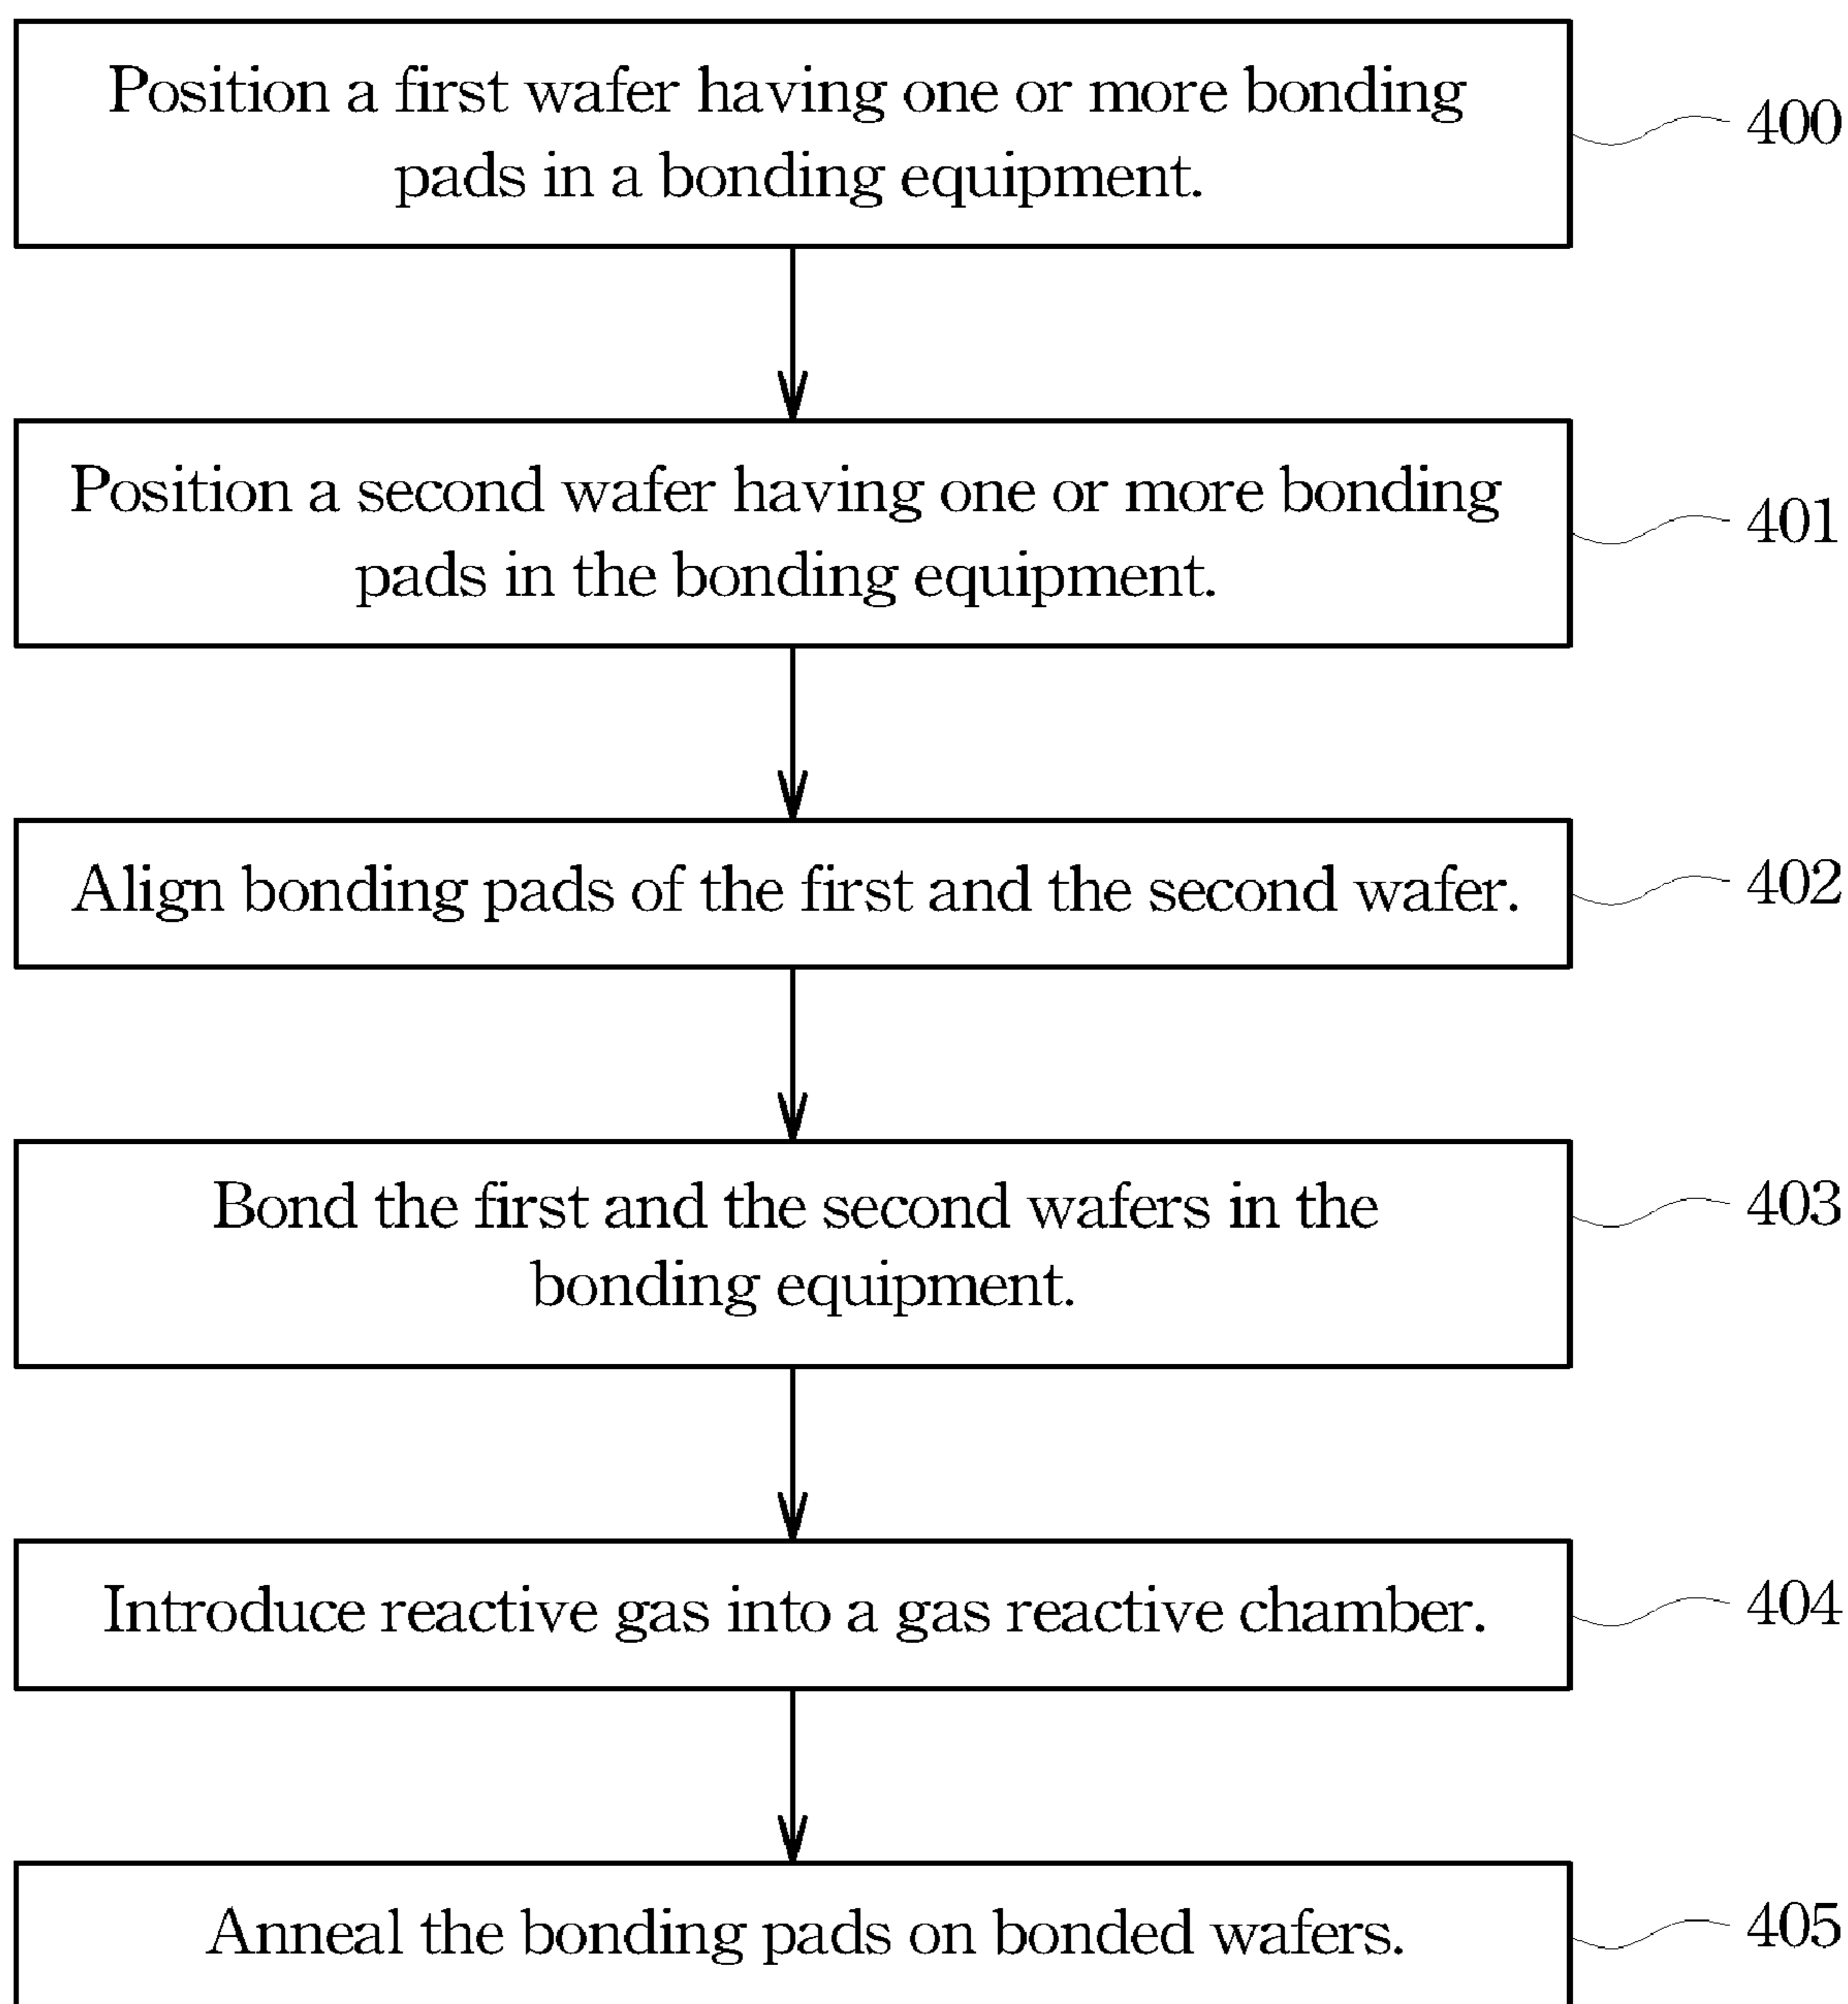 Position a first wafer having one or more bonding
pads in a bonding equipment.
400
Position a second wafer having one or more bonding
pads in the bonding equipment.
401
Align bonding pads of the first and the second wafer.
402
Bond the first and the second wafers in the
bonding equipment.
403
Introduce reactive gas into a gas reactive chamber.
404
Anneal the bonding pads on bonded wafers.
405